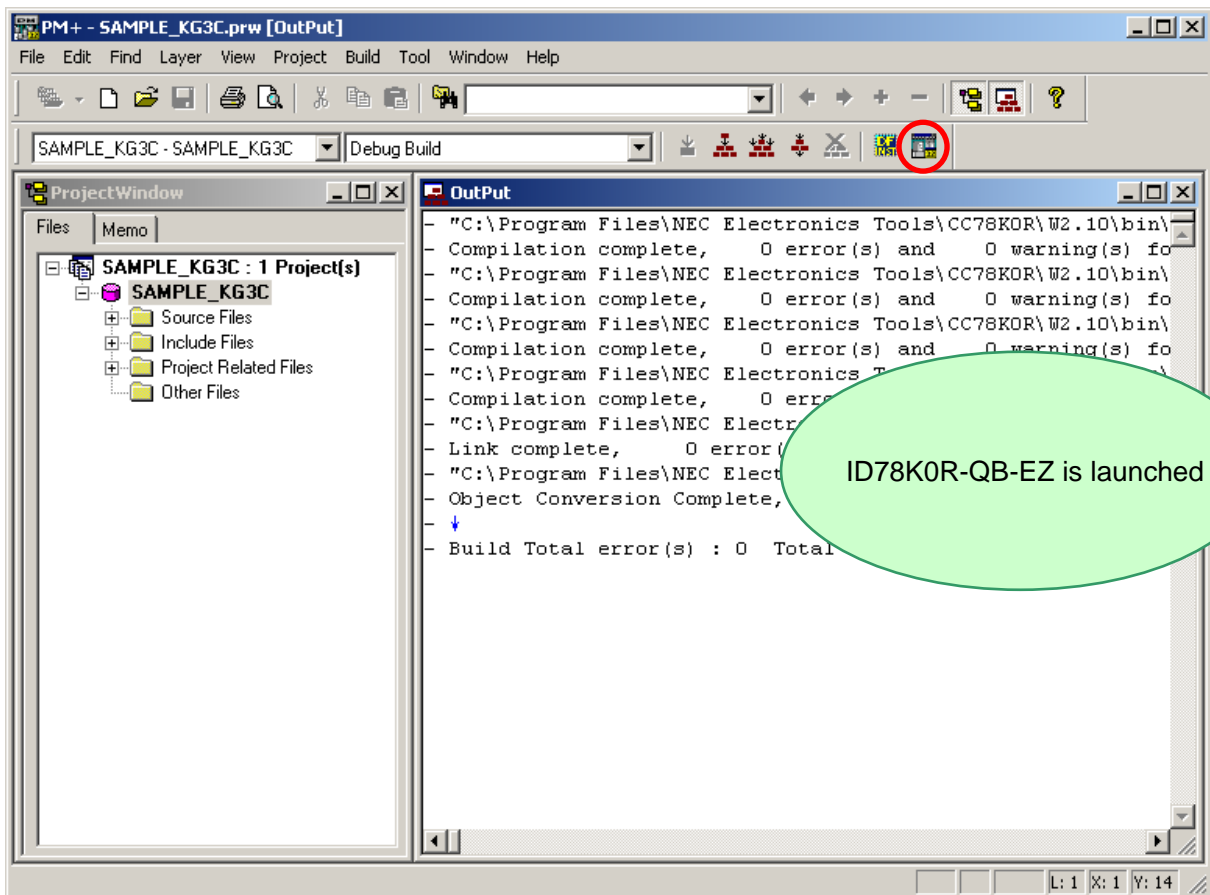 PM+ - SAMPLE_KG3C.prw [OutPut]
File Edit Find Layer View Project Build Tool Window Help
SAMPLE_KG3C - SAMPLE_KG3C Debug Build
ProjectWindow
Files Memo
SAMPLE_KG3C : 1 Project(s)
SAMPLE_KG3C
Source Files
Include Files
Project Related Files
Other Files
OutPut
- "C:\Program Files\NEC Electronics Tools\CC78K0R\W2.10\bin\
- Compilation complete, 0 error(s) and 0 warning(s) fo
- "C:\Program Files\NEC Electronics Tools\CC78K0R\W2.10\bin\
- Compilation complete, 0 error(s) and 0 warning(s) fo
- "C:\Program Files\NEC Electronics Tools\CC78K0R\W2.10\bin\
- Compilation complete, 0 error(s) and 0 warning(s) fo
- "C:\Program Files\NEC Electronics
- Compilation complete, 0 erro
- "C:\Program Files\NEC Electr
- Link complete, 0 error(
- "C:\Program Files\NEC Elect
- Object Conversion Complete,
-
- Build Total error(s) : 0 Total
ID78K0R-QB-EZ is launched
L: 1 X: 1 Y: 14